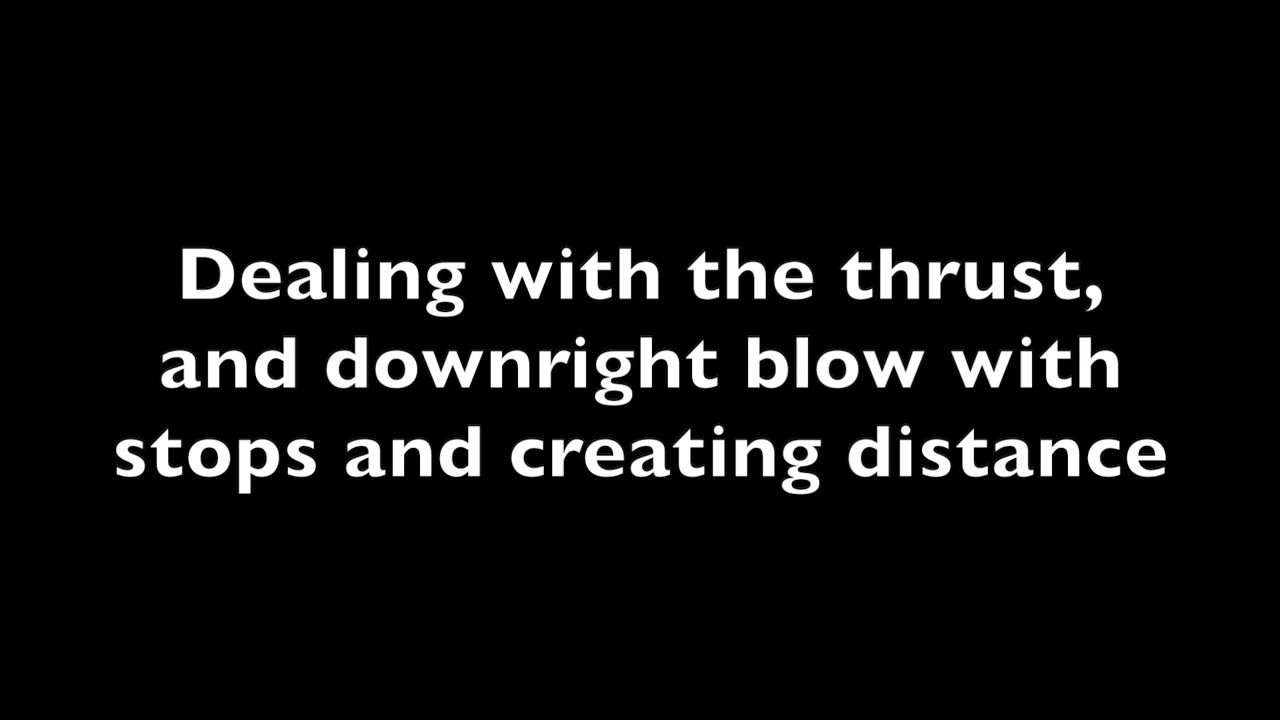 Dealing with the thrust,
and downright blow with
stops and creating distance